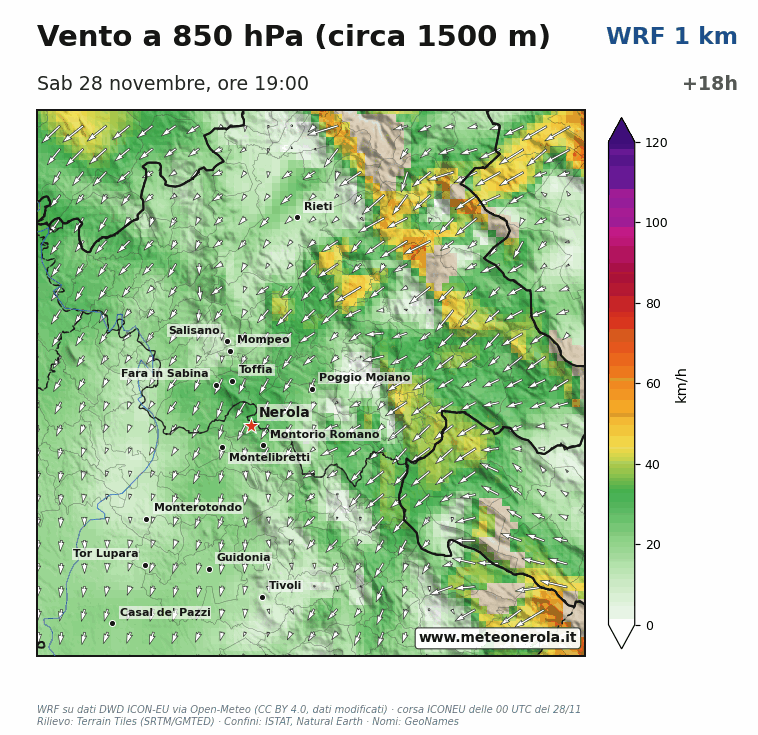 Vento a 850 hPa (circa 1500 m)
WRF 1 km
Sab 28 novembre, ore 19:00
+18h
Rieti
Salisano
Mompeo
Toffia
Fara in Sabina
Poggio Moiano
Nerola
Montorio Romano
Montelibretti
Monterotondo
Tor Lupara
Guidonia
Tivoli
Casal de' Pazzi
www.meteonerola.it
120
100
80
60
40
20
0
km/h
WRF su dati DWD ICON-EU via Open-Meteo (CC BY 4.0, dati modificati) · corsa ICONEU delle 00 UTC del 28/11
Rilievo: Terrain Tiles (SRTM/GMTED) · Confini: ISTAT, Natural Earth · Nomi: GeoNames